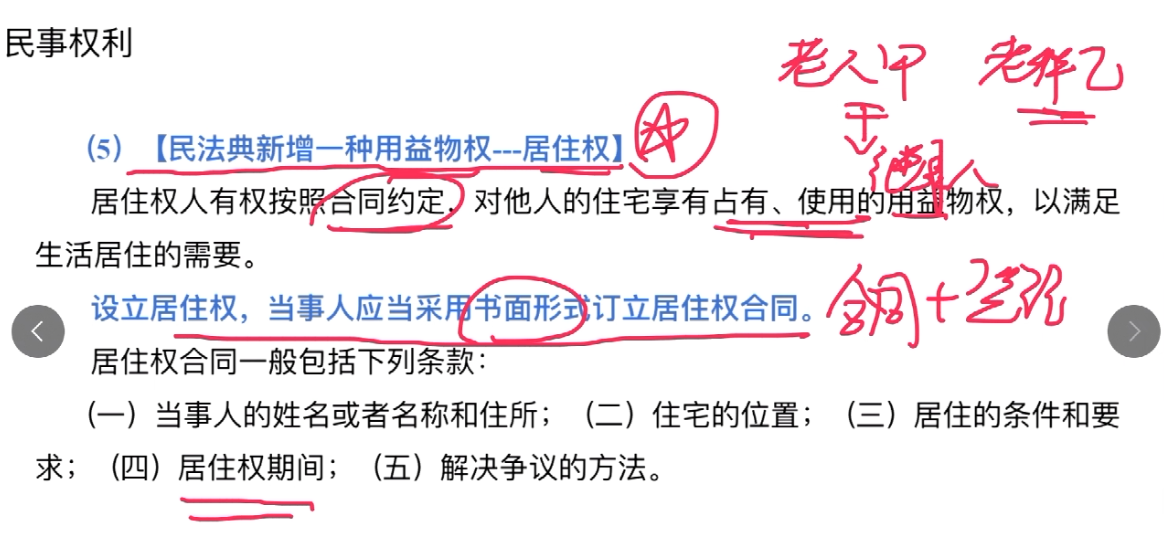 民事权利
老人甲 老伴乙
（5）【民法典新增一种用益物权---居住权】
居住权人有权按照合同约定，对他人的住宅享有占有、使用的用益物权，以满足
生活居住的需要。
设立居住权，当事人应当采用书面形式订立居住权合同。
合同+登记
居住权合同一般包括下列条款：
（一）当事人的姓名或者名称和住所；（二）住宅的位置；（三）居住的条件和要
求；（四）居住权期间；（五）解决争议的方法。